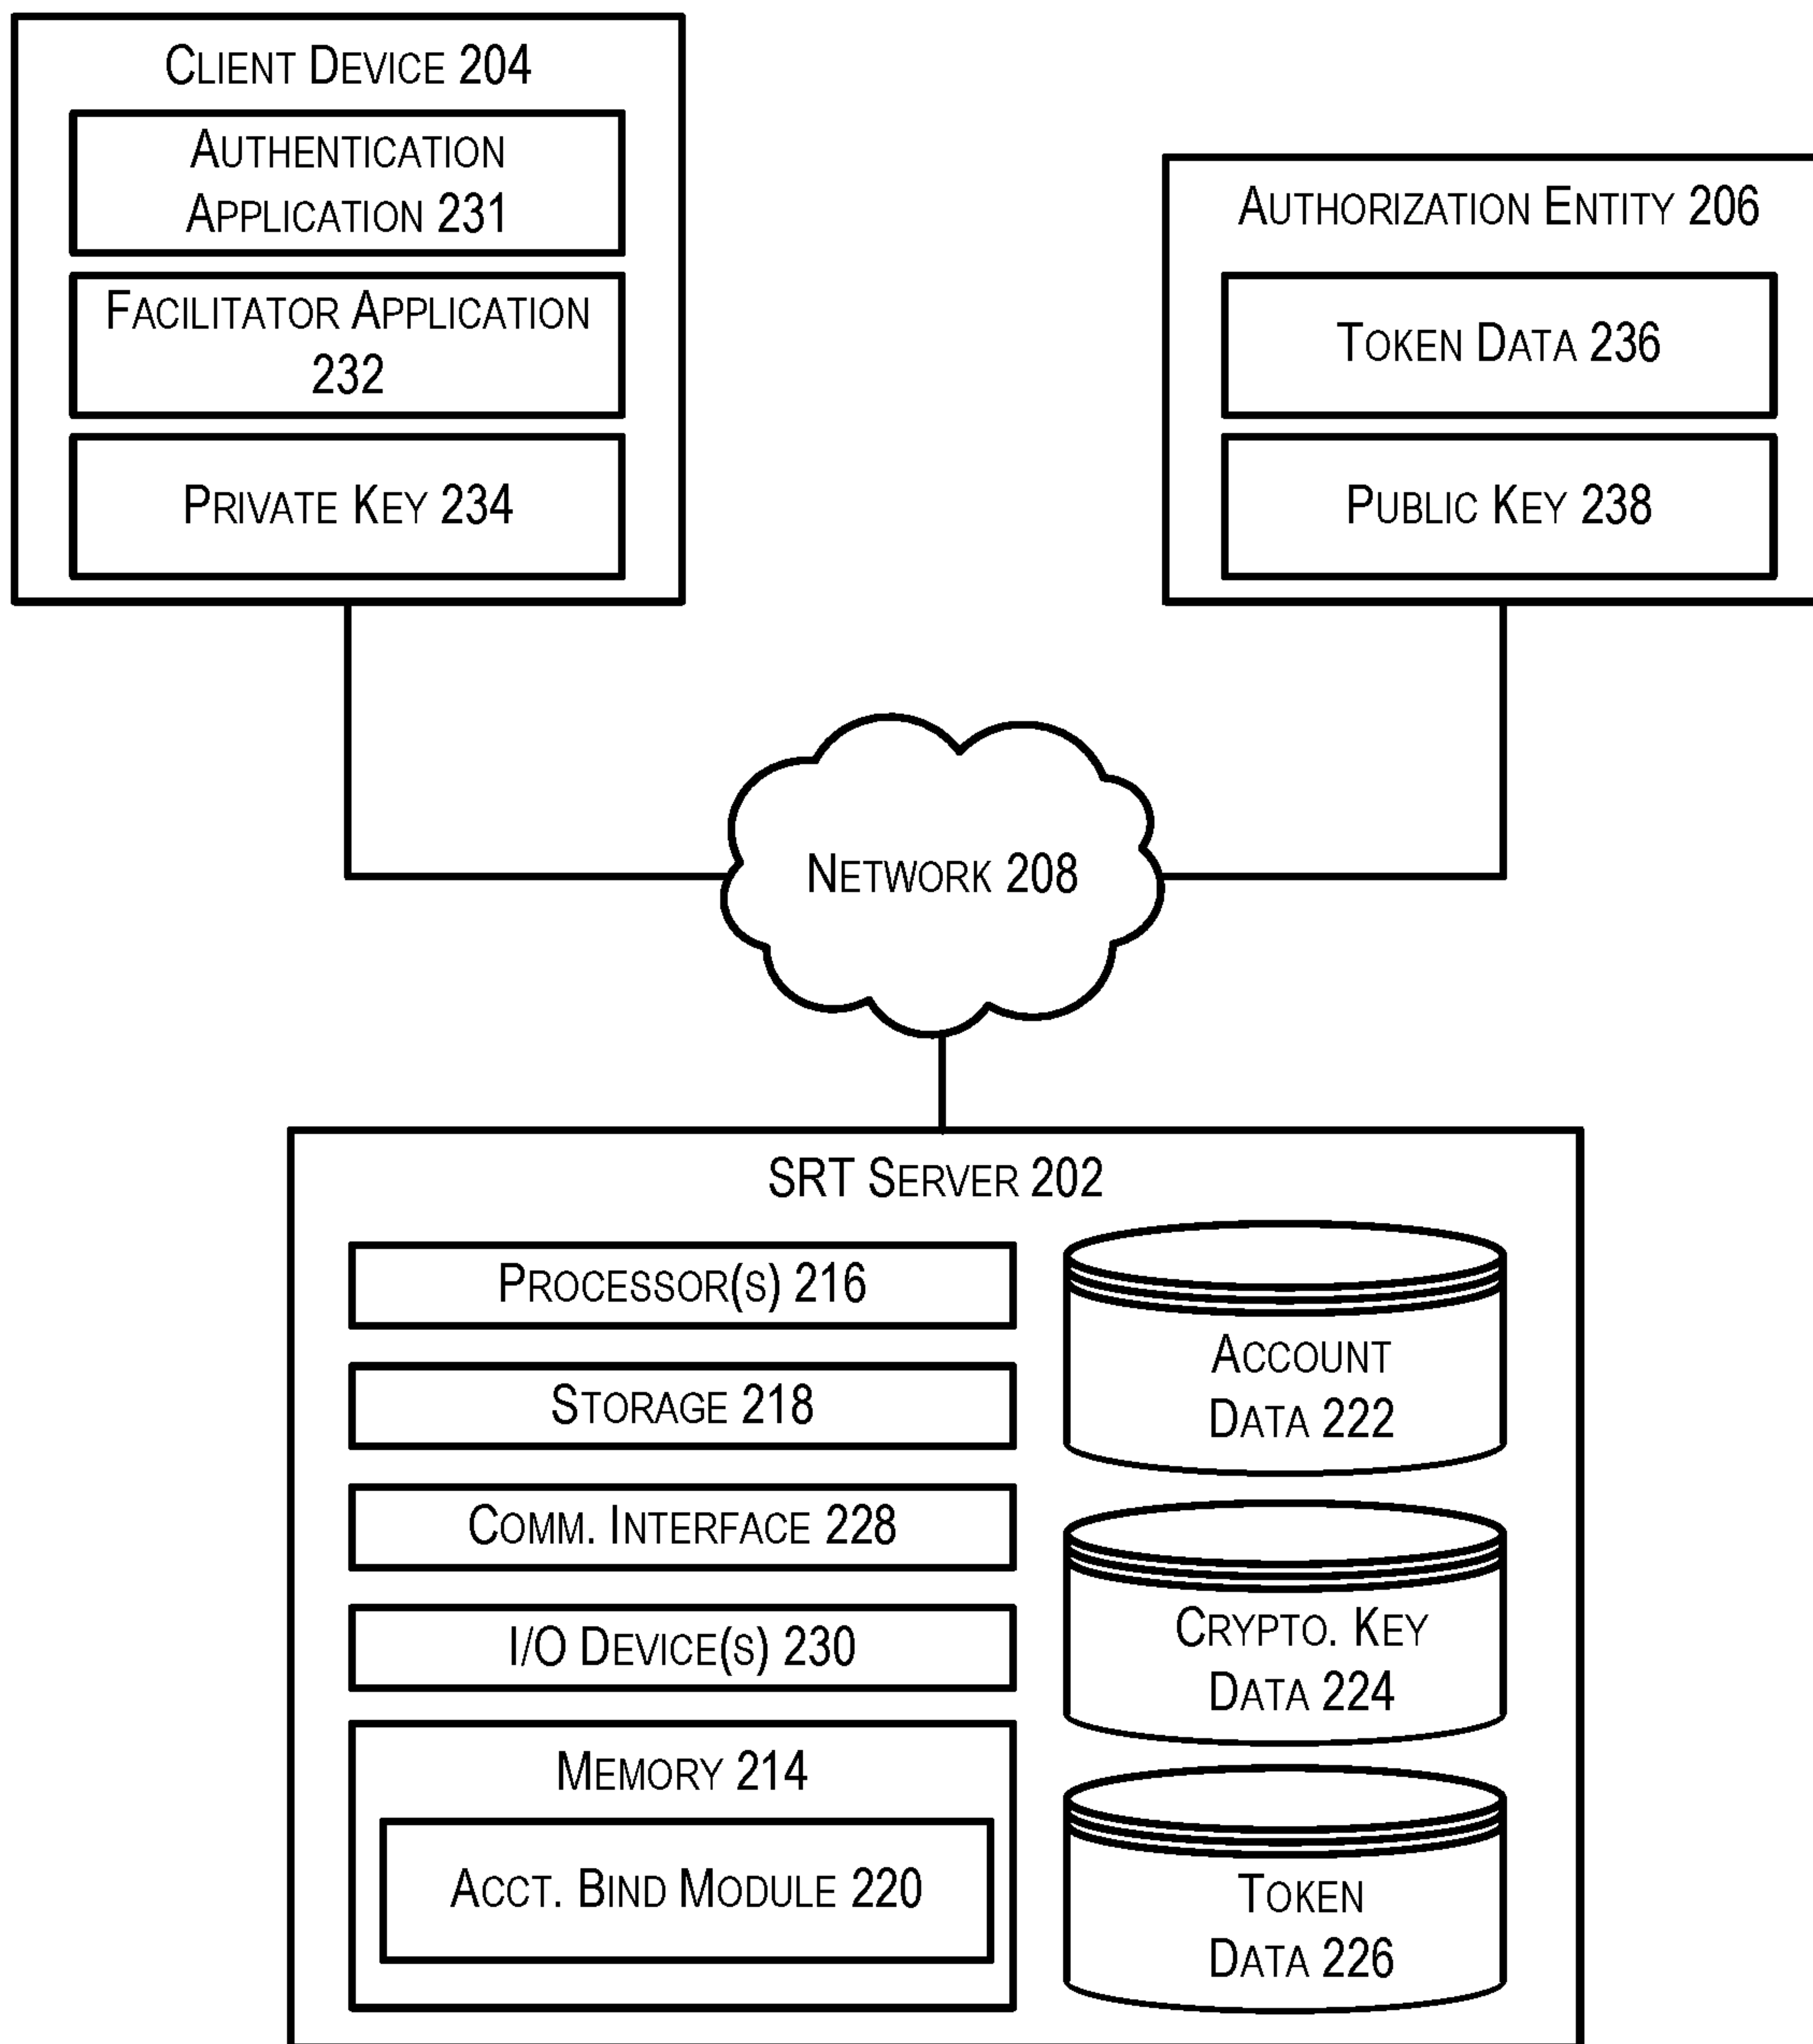 CLIENT DEVICE 204
AUTHENTICATION
APPLICATION 231
FACILITATOR APPLICATION
232
PRIVATE KEY 234
AUTHORIZATION ENTITY 206
TOKEN DATA 236
PUBLIC KEY 238
NETWORK 208
SRT SERVER 202
PROCESSOR(S) 216
STORAGE 218
COMM. INTERFACE 228
I/O DEVICE(S) 230
MEMORY 214
ACCT. BIND MODULE 220
ACCOUNT
DATA 222
CRYPTO. KEY
DATA 224
TOKEN
DATA 226